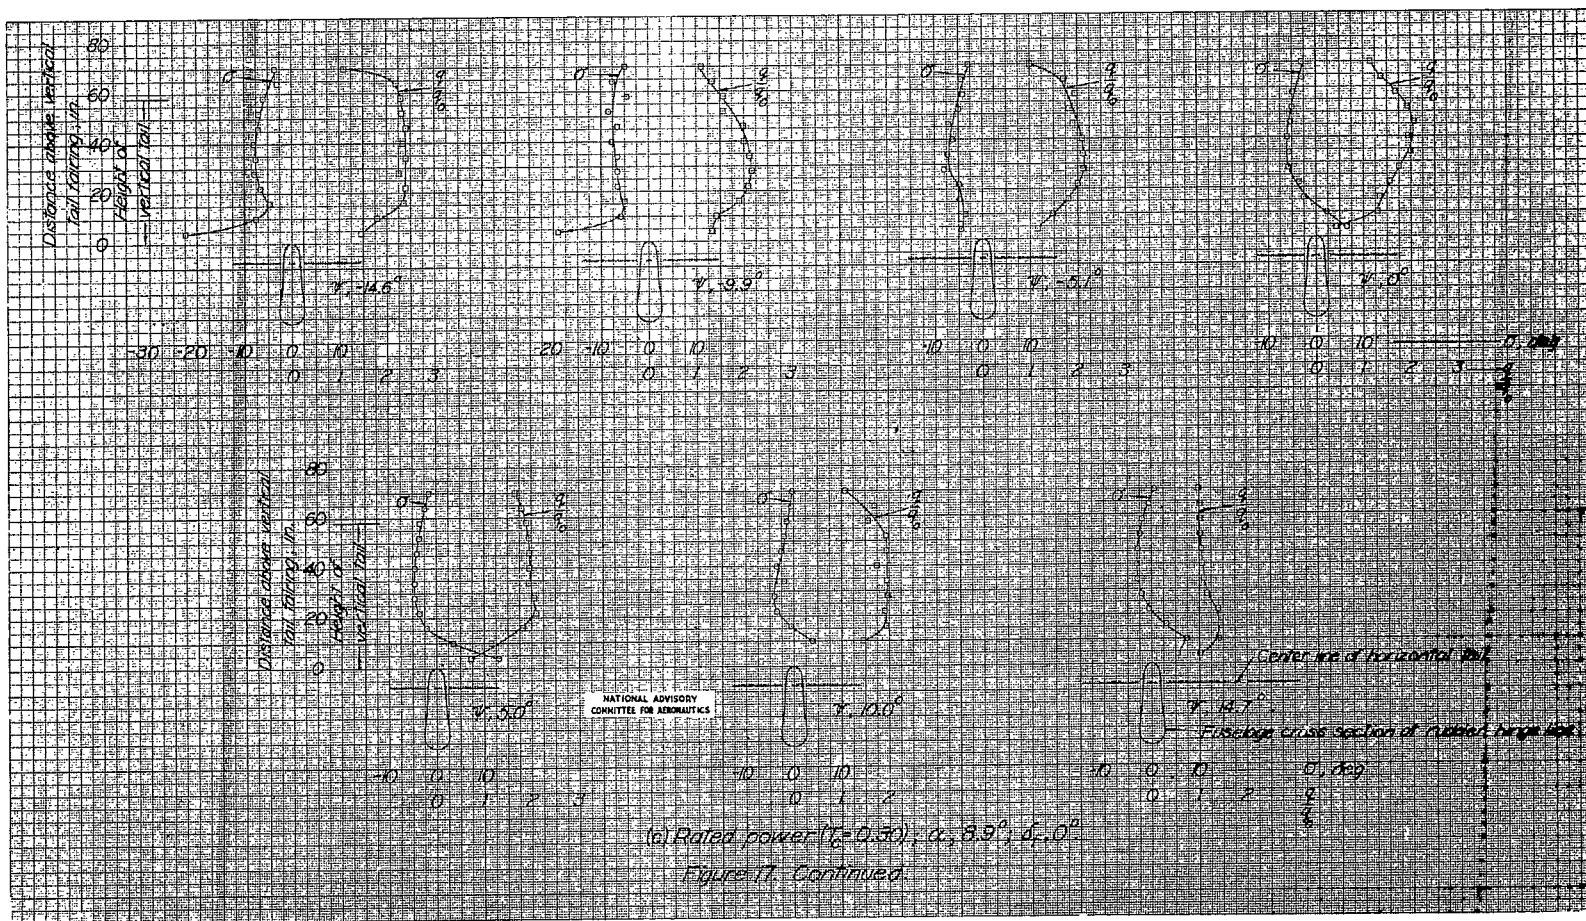 80
60
40
20
0
Distance above vertical
tail fairing, in.
Height of
vertical tail
σ
q/q₀
σ
q/q₀
σ
q/q₀
σ
q/q₀
ψ, -14.6°
ψ, -9.9°
ψ, -5.1°
ψ, 0°
-30 -20 -10 0 10
0 1 2 3
20 -10 0 10
0 1 2 3
-10 0 10
0 1 2 3
-10 0 10 σ, deg
0 1 2 3 q/q₀
80
60
40
20
0
Distance above vertical
tail fairing, in.
Height of
vertical tail
σ
q/q₀
σ
q/q₀
σ
q/q₀
Center line of horizontal tail
ψ, 5.0°
ψ, 10.0°
ψ, 14.7°
NATIONAL ADVISORY
COMMITTEE FOR AERONAUTICS
Fuselage cross section at rudder hinge line
-10 0 10
0 1 2 3
-10 0 10
0 1 2
-10 0 10 σ, deg
0 1 2 q/q₀
Rated power (T = 0.50); α, 8.9°; δf, 0°.
Figure 17. Continued.